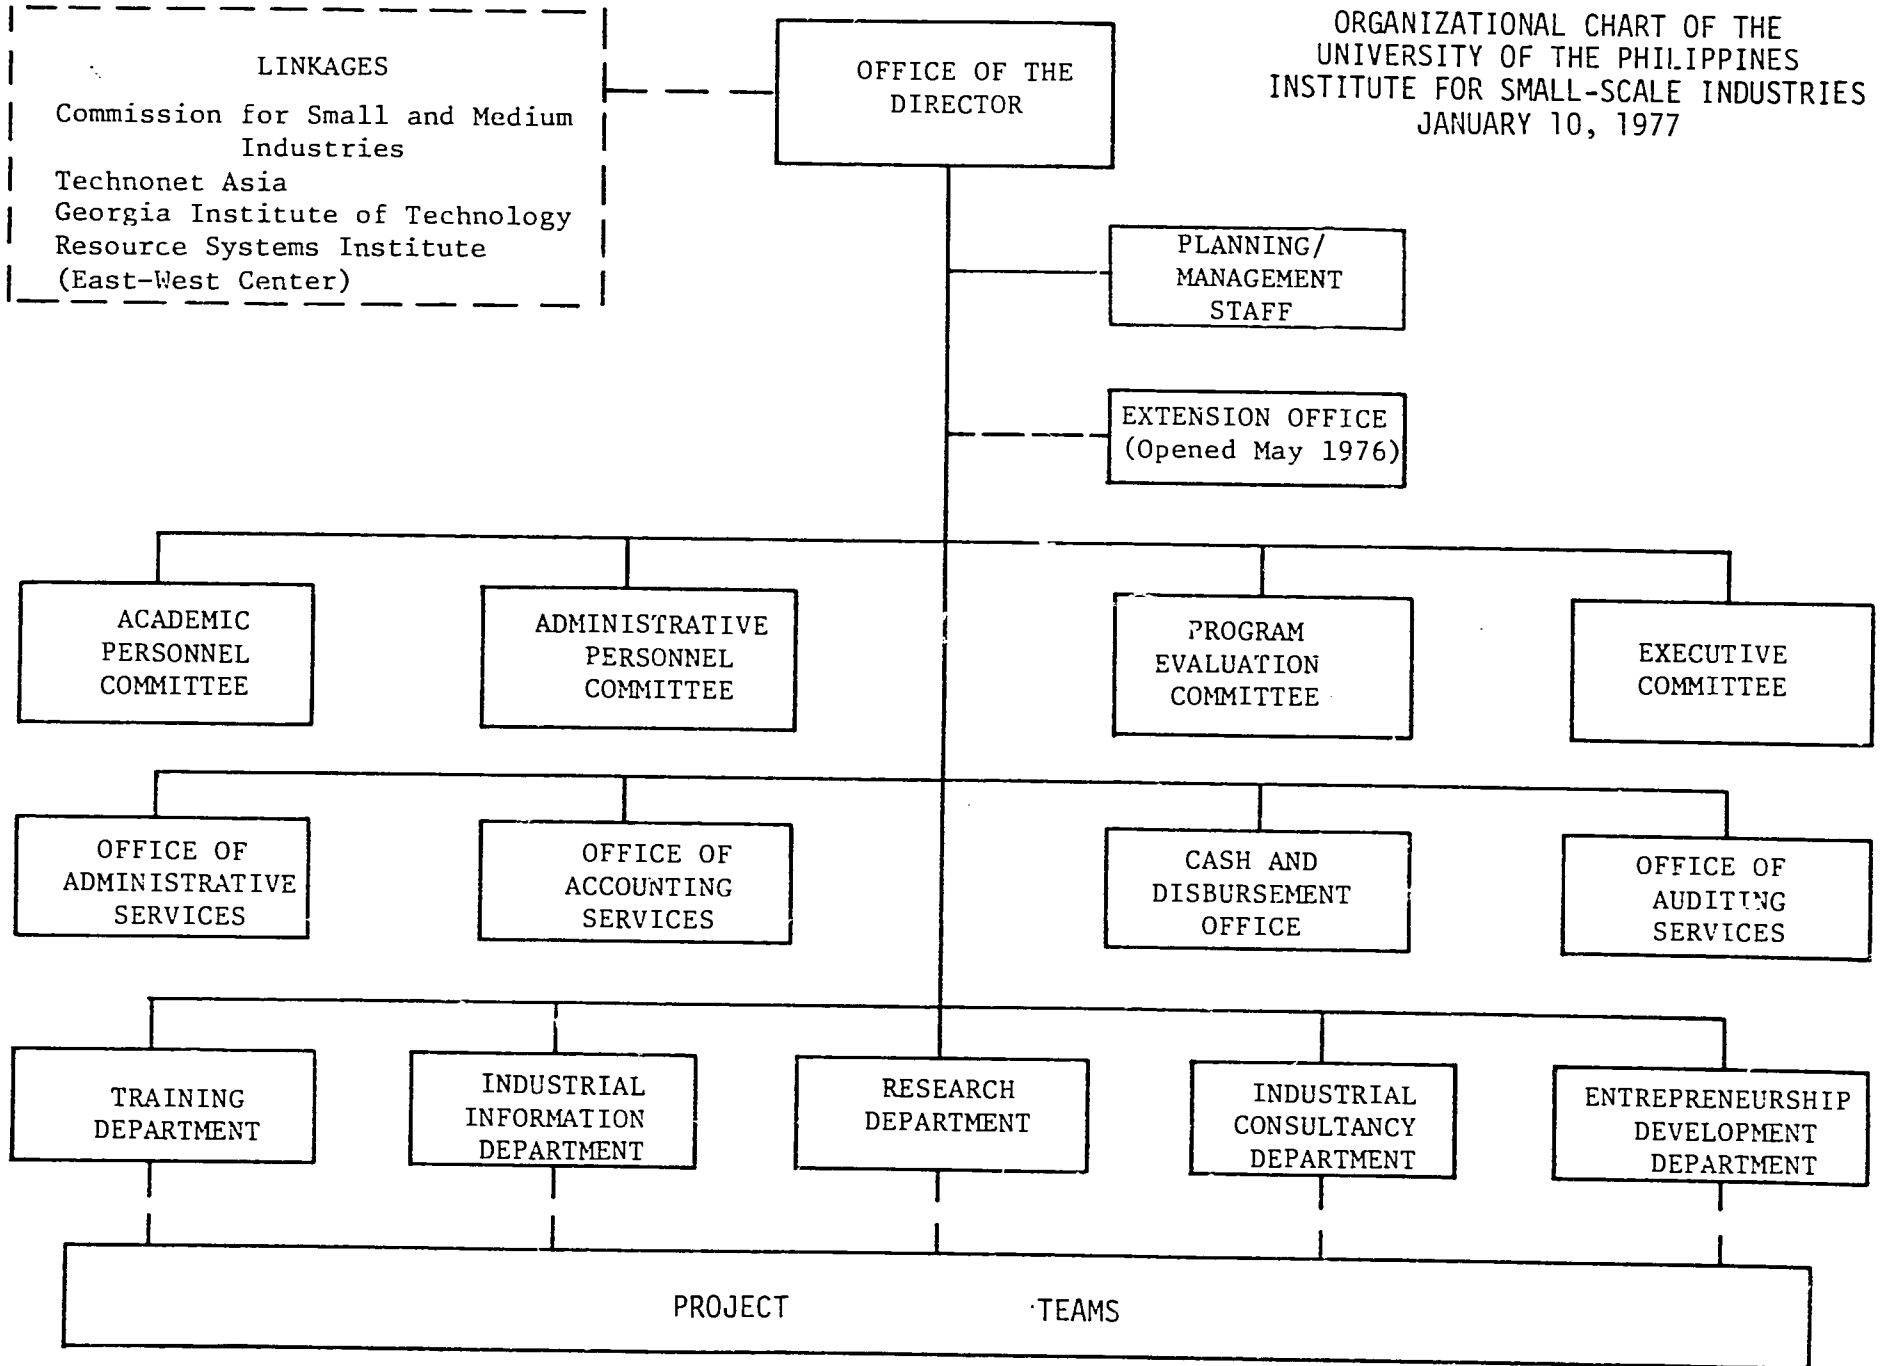 LINKAGES
Commission for Small and Medium
Industries
Technonet Asia
Georgia Institute of Technology
Resource Systems Institute
(East-West Center)
OFFICE OF THE
DIRECTOR
ORGANIZATIONAL CHART OF THE
UNIVERSITY OF THE PHILIPPINES
INSTITUTE FOR SMALL-SCALE INDUSTRIES
JANUARY 10, 1977
PLANNING/
MANAGEMENT
STAFF
EXTENSION OFFICE
(Opened May 1976)
ACADEMIC
PERSONNEL
COMMITTEE
ADMINISTRATIVE
PERSONNEL
COMMITTEE
PROGRAM
EVALUATION
COMMITTEE
EXECUTIVE
COMMITTEE
OFFICE OF
ADMINISTRATIVE
SERVICES
OFFICE OF
ACCOUNTING
SERVICES
CASH AND
DISBURSEMENT
OFFICE
OFFICE OF
AUDITING
SERVICES
TRAINING
DEPARTMENT
INDUSTRIAL
INFORMATION
DEPARTMENT
RESEARCH
DEPARTMENT
INDUSTRIAL
CONSULTANCY
DEPARTMENT
ENTREPRENEURSHIP
DEVELOPMENT
DEPARTMENT
PROJECT TEAMS